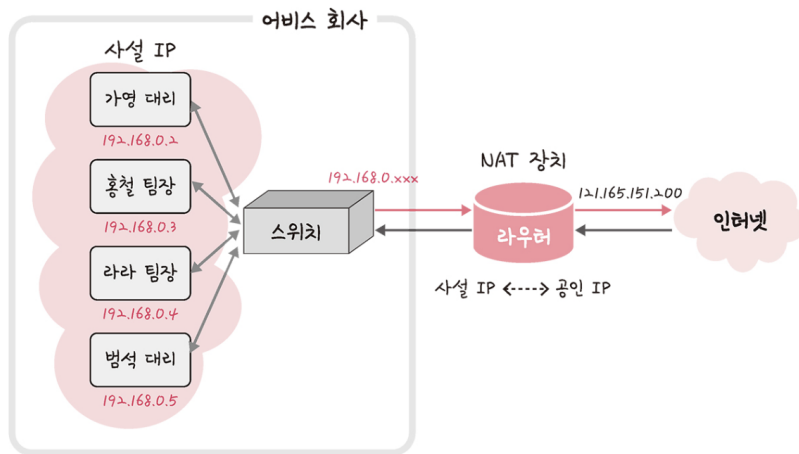 어비스 회사
사설 IP
가영 대리
192.168.0.2
홍철 팀장
192.168.0.3
라라 팀장
192.168.0.4
범석 대리
192.168.0.5
스위치
192.168.0.xxx
NAT 장치
라우터
사설 IP <----> 공인 IP
121.165.151.200
인터넷